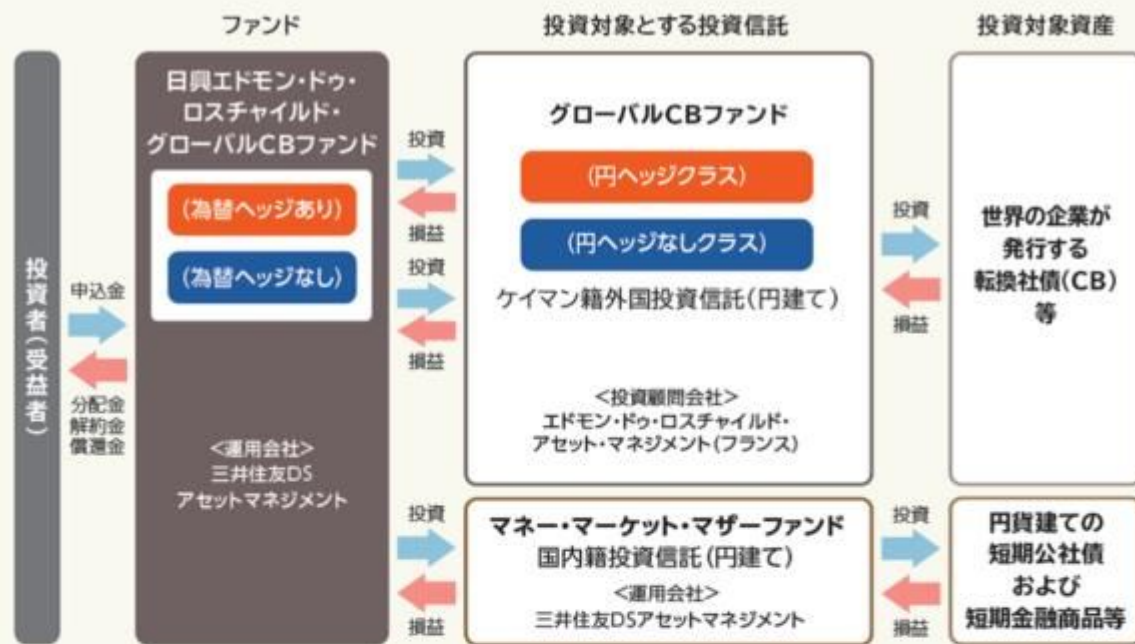 ファンド
投資対象とする投資信託
投資対象資産
投資者(受益者)
申込金
分配金
解約金
償還金
日興エドモン・ドゥ・
ロスチャイルド・
グローバルCBファンド
(為替ヘッジあり)
(為替ヘッジなし)
<運用会社>
三井住友DS
アセットマネジメント
投資
損益
投資
損益
グローバルCBファンド
(円ヘッジクラス)
(円ヘッジなしクラス)
ケイマン籍外国投資信託(円建て)
<投資顧問会社>
エドモン・ドゥ・ロスチャイルド・
アセット・マネジメント(フランス)
投資
損益
世界の企業が
発行する
転換社債(CB)
等
投資
損益
マネー・マーケット・マザーファンド
国内籍投資信託(円建て)
<運用会社>
三井住友DSアセットマネジメント
投資
損益
円貨建ての
短期公社債
および
短期金融商品等